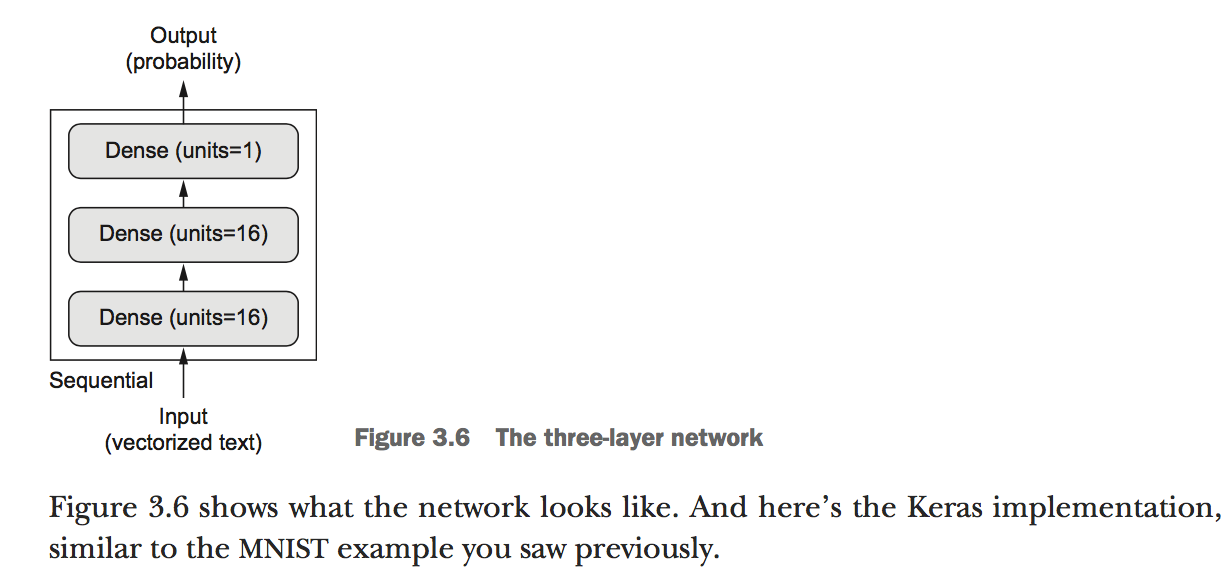 Output
(probability)
Dense (units=1)
Dense (units=16)
Dense (units=16)
Sequential
Input
(vectorized text)
Figure 3.6 The three-layer network
Figure 3.6 shows what the network looks like. And here’s the Keras implementation,
similar to the MNIST example you saw previously.